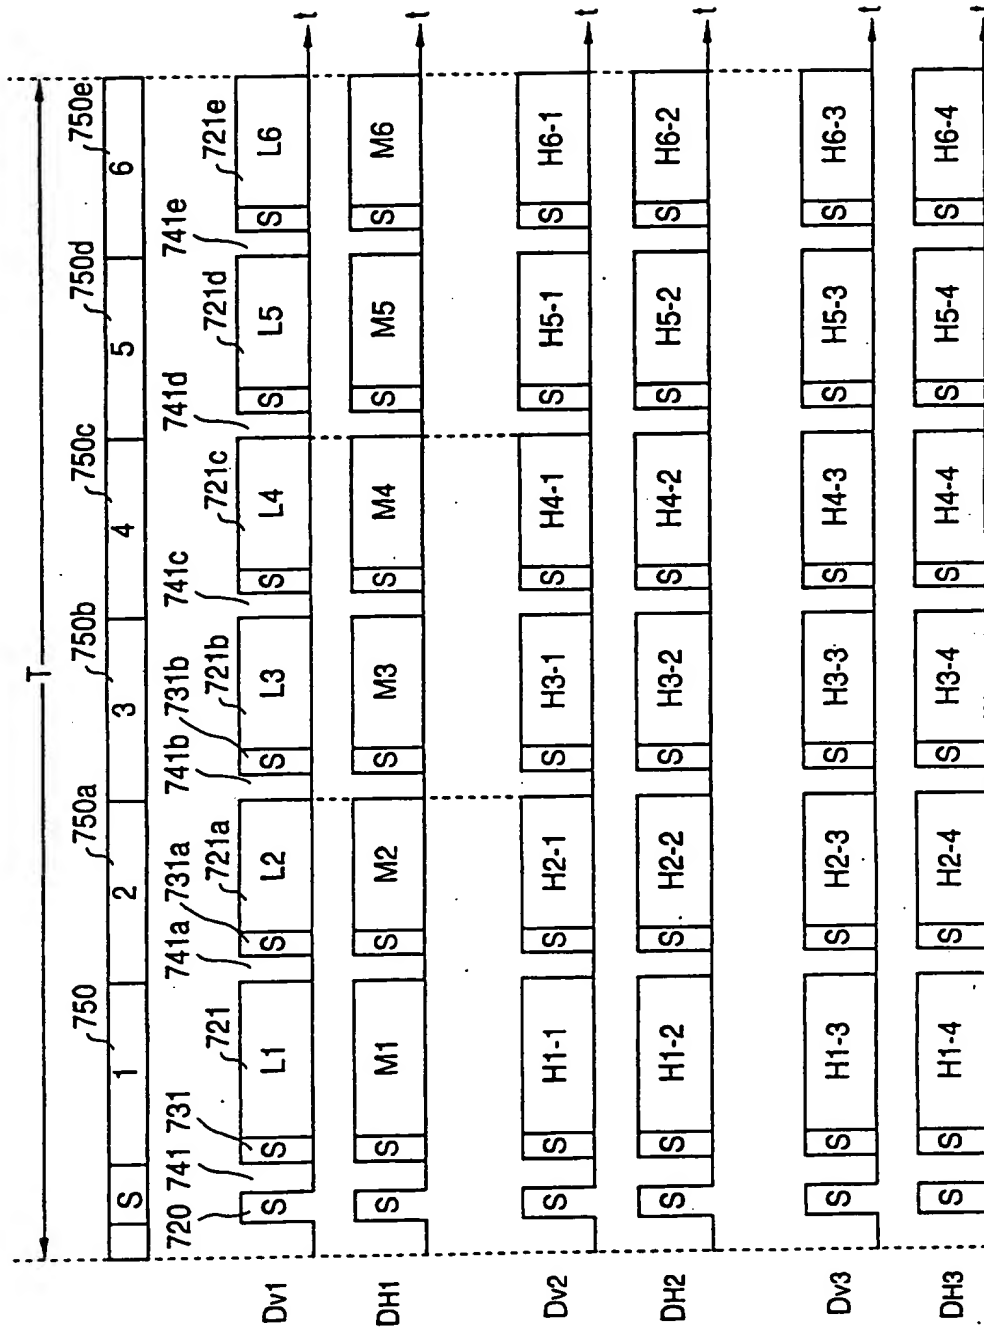 T
750 750a 750b 750c 750d 750e
S 1 2 3 4 5 6
720 741 731 721 741a 731a 721a 741b 731b 721b 741c 721c 741d 721d 741e 721e
Dv1 S S L1 S L2 S L3 S L4 S L5 S L6 t
DH1 S S M1 S M2 S M3 S M4 S M5 S M6 t
Dv2 S S H1-1 S H2-1 S H3-1 S H4-1 S H5-1 S H6-1 t
DH2 S S H1-2 S H2-2 S H3-2 S H4-2 S H5-2 S H6-2 t
Dv3 S S H1-3 S H2-3 S H3-3 S H4-3 S H5-3 S H6-3 t
DH3 S S H1-4 S H2-4 S H3-4 S H4-4 S H5-4 S H6-4 t